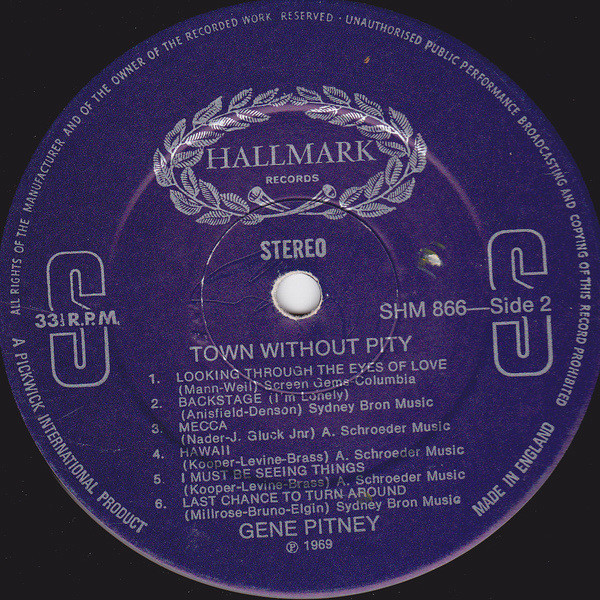 ALL RIGHTS OF THE MANUFACTURER AND OF THE OWNER OF THE RECORDED WORK RESERVED · UNAUTHORISED PUBLIC PERFORMANCE BROADCASTING AND COPYING OF THIS RECORD PROHIBITED
HALLMARK
RECORDS
STEREO
33⅓ R.P.M.
SHM 866—Side 2
TOWN WITHOUT PITY
1. LOOKING THROUGH THE EYES OF LOVE
(Mann-Weil) Screen Gems-Columbia
2. BACKSTAGE (I'm Lonely)
(Anisfield-Denson) Sydney Bron Music
3. MECCA
(Nader-J. Gluck Jnr) A. Schroeder Music
4. HAWAII
(Kooper-Levine-Brass) A. Schroeder Music
5. I MUST BE SEEING THINGS
(Kooper-Levine-Brass) A. Schroeder Music
6. LAST CHANCE TO TURN AROUND
(Millrose-Bruno-Elgin) Sydney Bron Music
GENE PITNEY
℗ 1969
A PICKWICK INTERNATIONAL PRODUCT
MADE IN ENGLAND